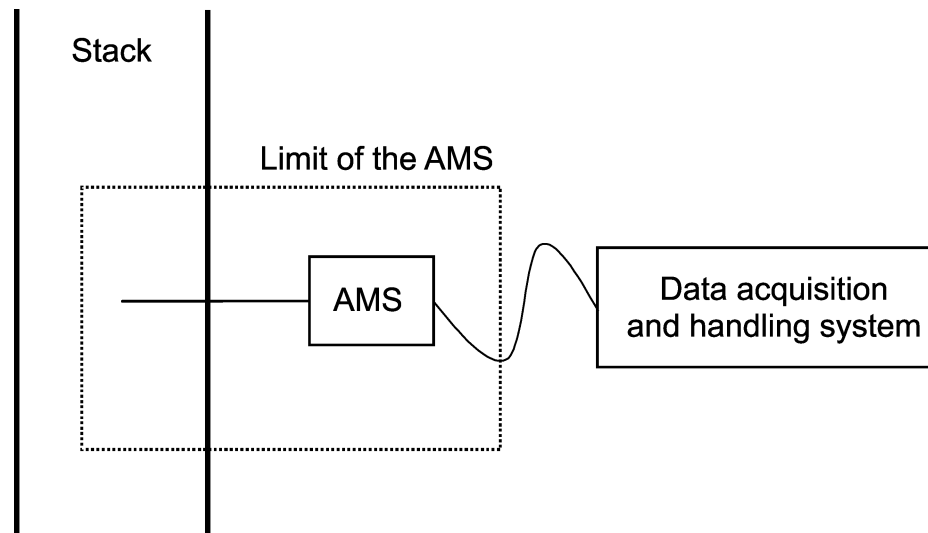 Stack
Limit of the AMS
AMS
Data acquisition
and handling system